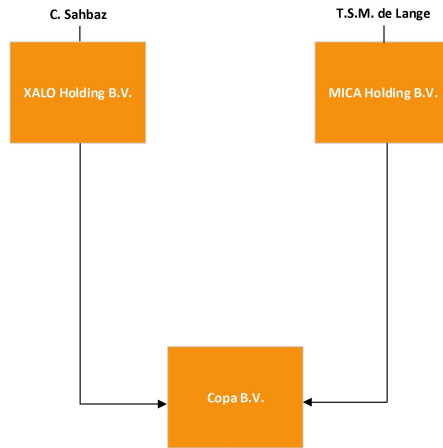 C. Sahbaz
T.S.M. de Lange
XALO Holding B.V.
MICA Holding B.V.
Copa B.V.